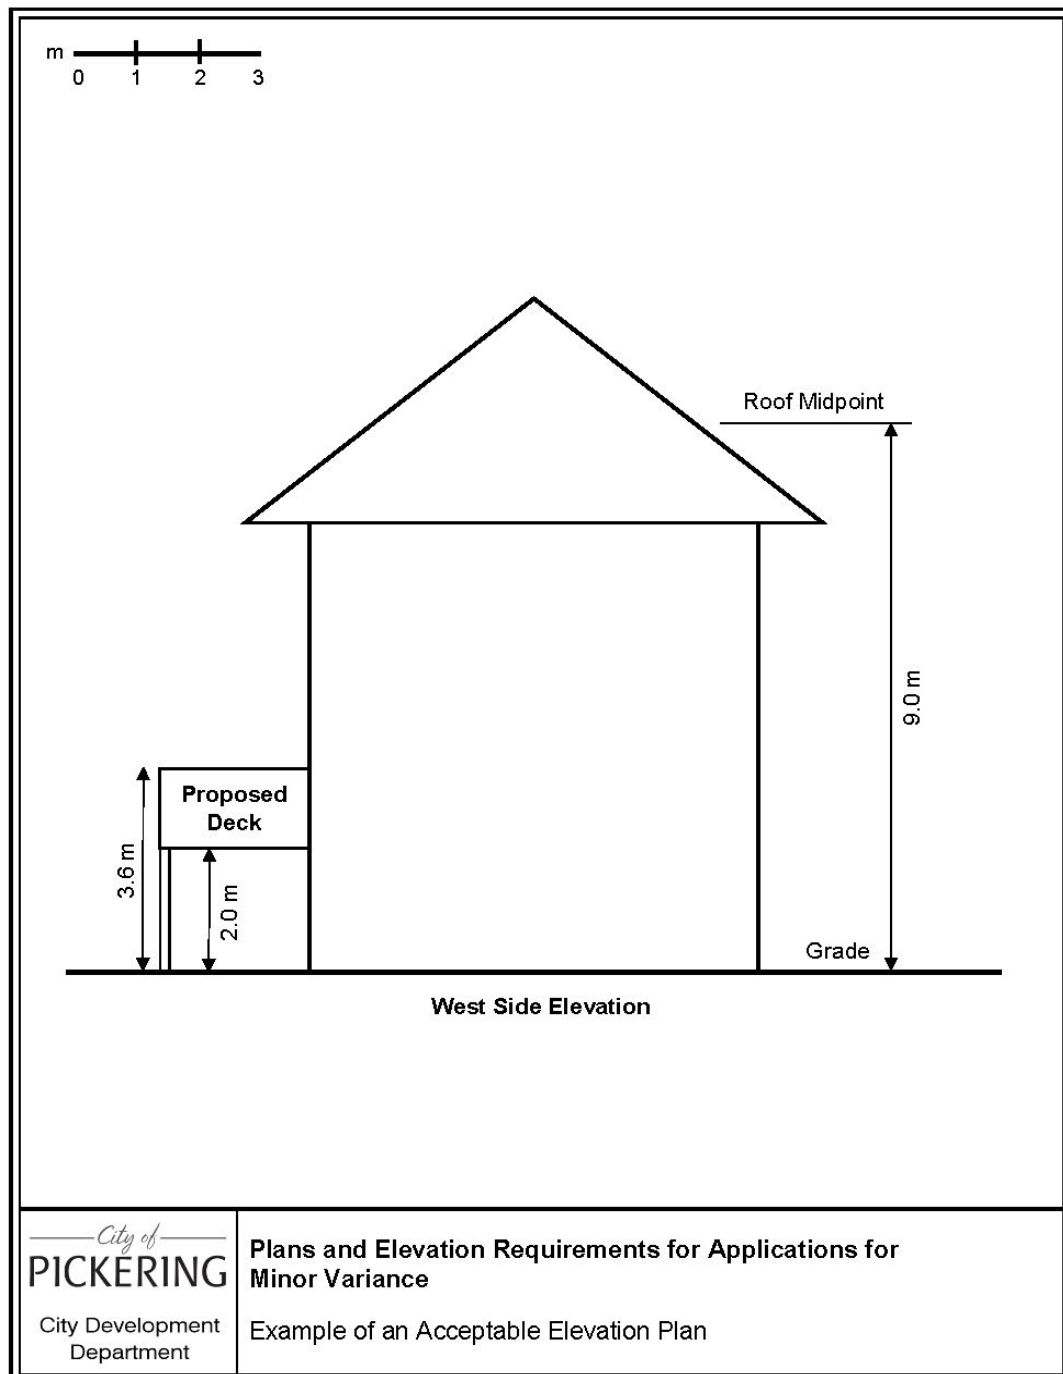 m
0 1 2 3
Roof Midpoint
9.0 m
Proposed
Deck
3.6 m
2.0 m
Grade
West Side Elevation
City of
PICKERING
City Development
Department
Plans and Elevation Requirements for Applications for
Minor Variance
Example of an Acceptable Elevation Plan